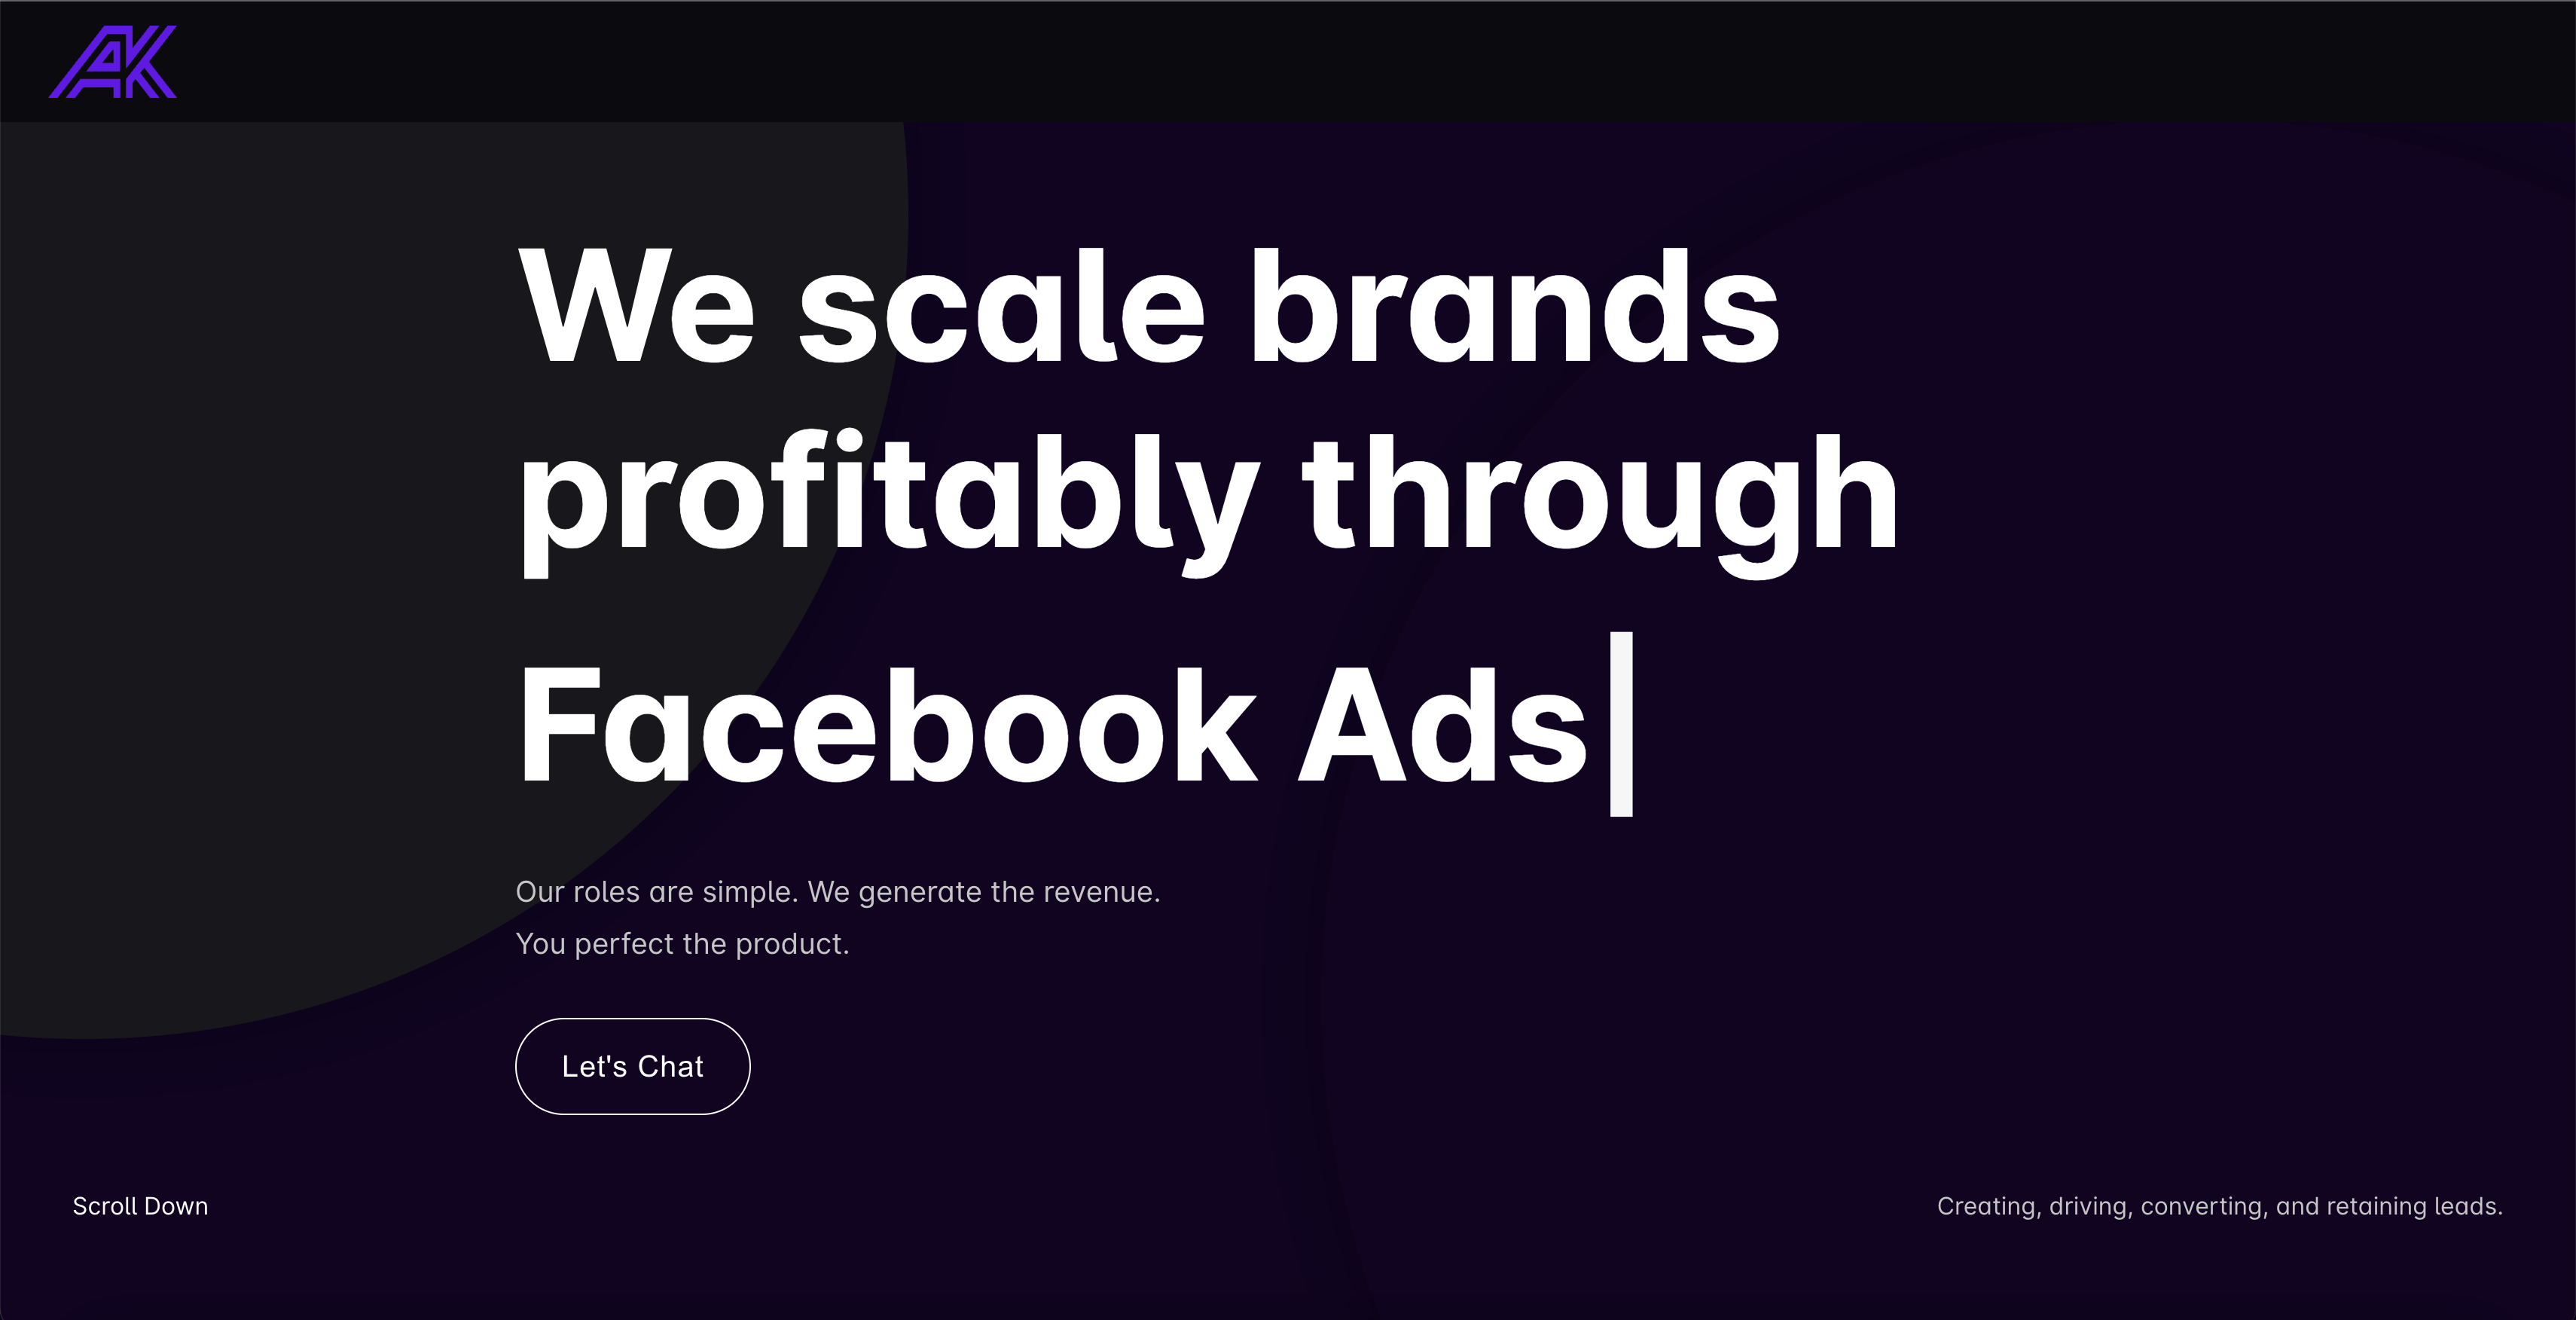 AK
We scale brands
profitably through
Facebook Ads|
Our roles are simple. We generate the revenue.
You perfect the product.
Let's Chat
Scroll Down
Creating, driving, converting, and retaining leads.